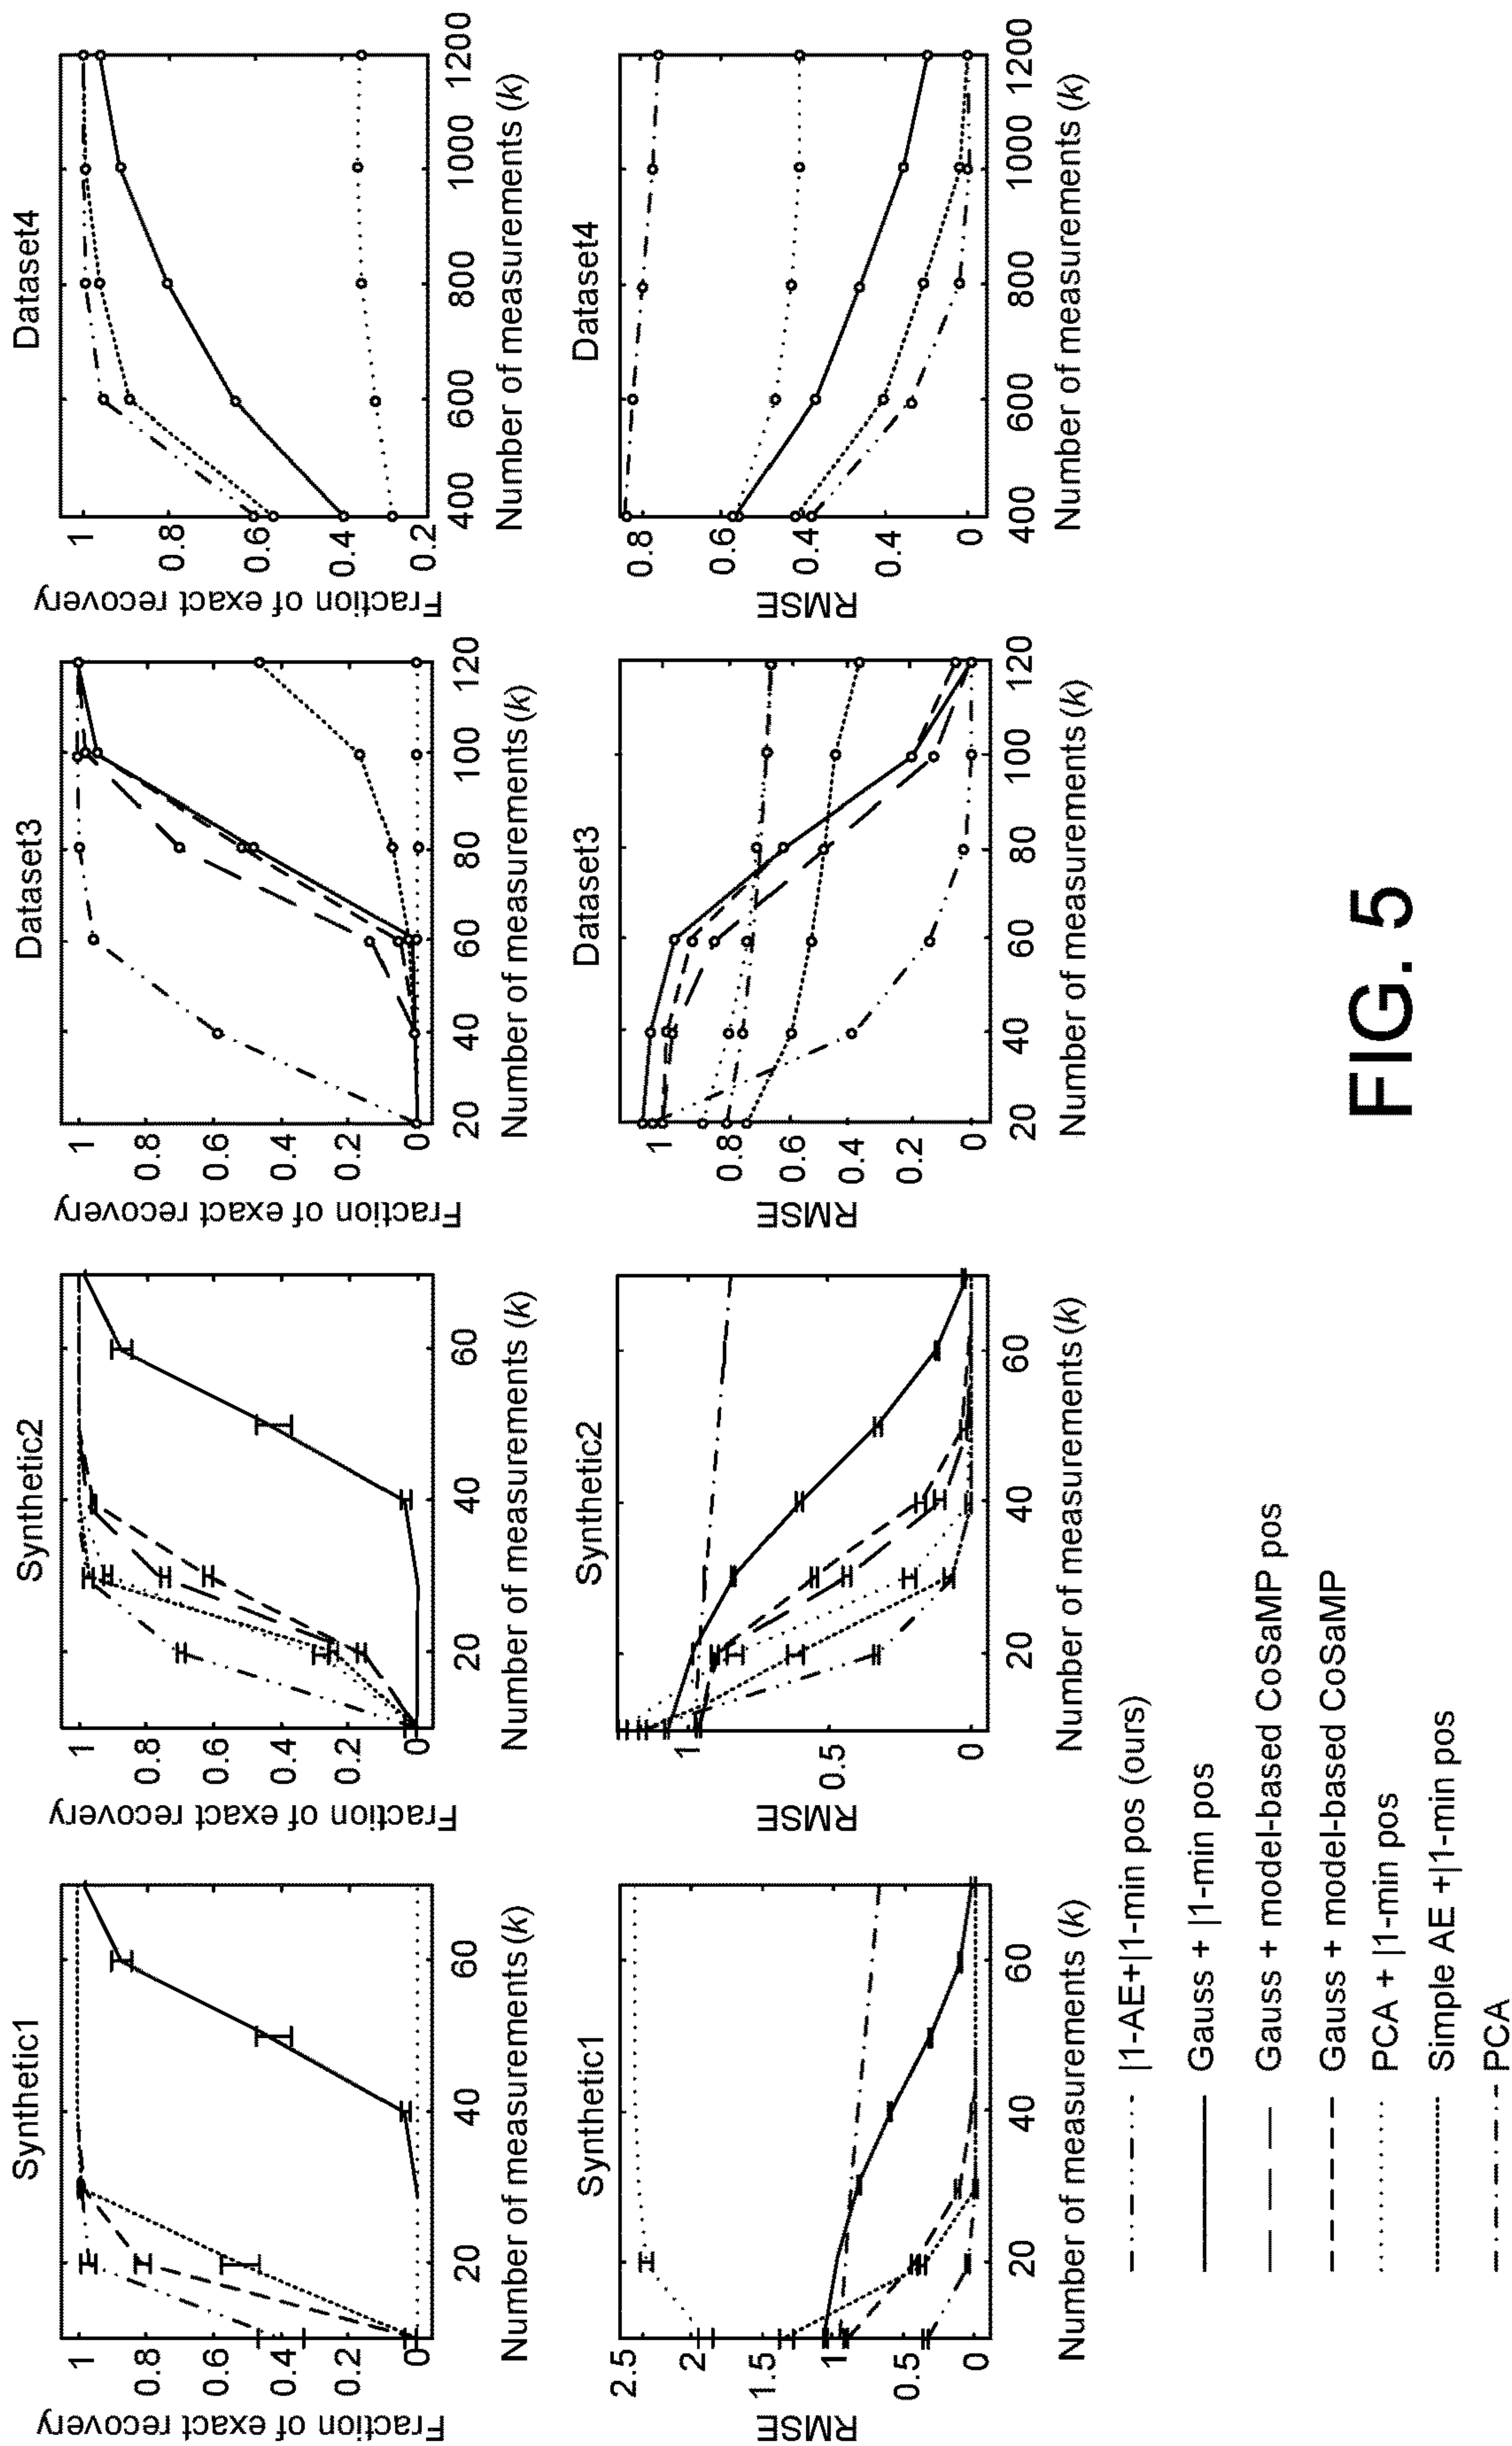 Synthetic1
Fraction of exact recovery
1
0.8
0.6
0.4
0.2
0
20
40
60
Number of measurements (k)
Synthetic2
Fraction of exact recovery
1
0.8
0.6
0.4
0.2
0
20
40
60
Number of measurements (k)
Dataset3
Fraction of exact recovery
1
0.8
0.6
0.4
0.2
0
20
40
60
80
100
120
Number of measurements (k)
Dataset4
Fraction of exact recovery
1
0.8
0.6
0.4
0.2
400
600
800
1000
1200
Number of measurements (k)
Synthetic1
RMSE
2.5
2
1.5
1
0.5
0
20
40
60
Number of measurements (k)
Synthetic2
RMSE
1
0.5
0
20
40
60
Number of measurements (k)
Dataset3
RMSE
1
0.8
0.6
0.4
0.2
0
20
40
60
80
100
120
Number of measurements (k)
Dataset4
RMSE
0.8
0.6
0.4
0.4
0
400
600
800
1000
1200
Number of measurements (k)
|1-AE+|1-min pos (ours)
Gauss + |1-min pos
Gauss + model-based CoSaMP pos
Gauss + model-based CoSaMP
PCA + |1-min pos
Simple AE +|1-min pos
PCA
FIG. 5